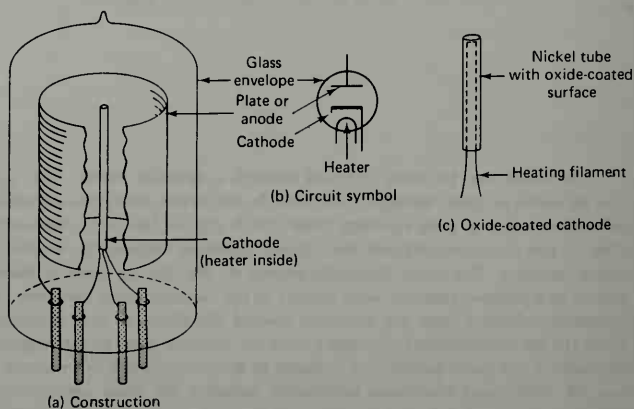 Glass
envelope
Plate or
anode
Cathode
Heater
(b) Circuit symbol
Cathode
(heater inside)
(a) Construction
Nickel tube
with oxide-coated
surface
Heating filament
(c) Oxide-coated cathode